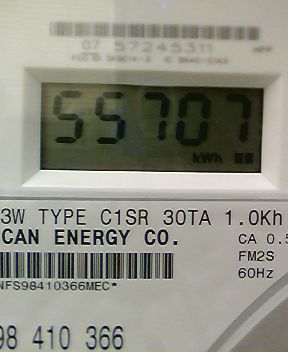 07 57245311
55707
kWh
3W TYPE C1SR 30TA 1.0Kh
CAN ENERGY CO.
CA 0.5
FM2S
60Hz
NFS98410366MEC*
98 410 366